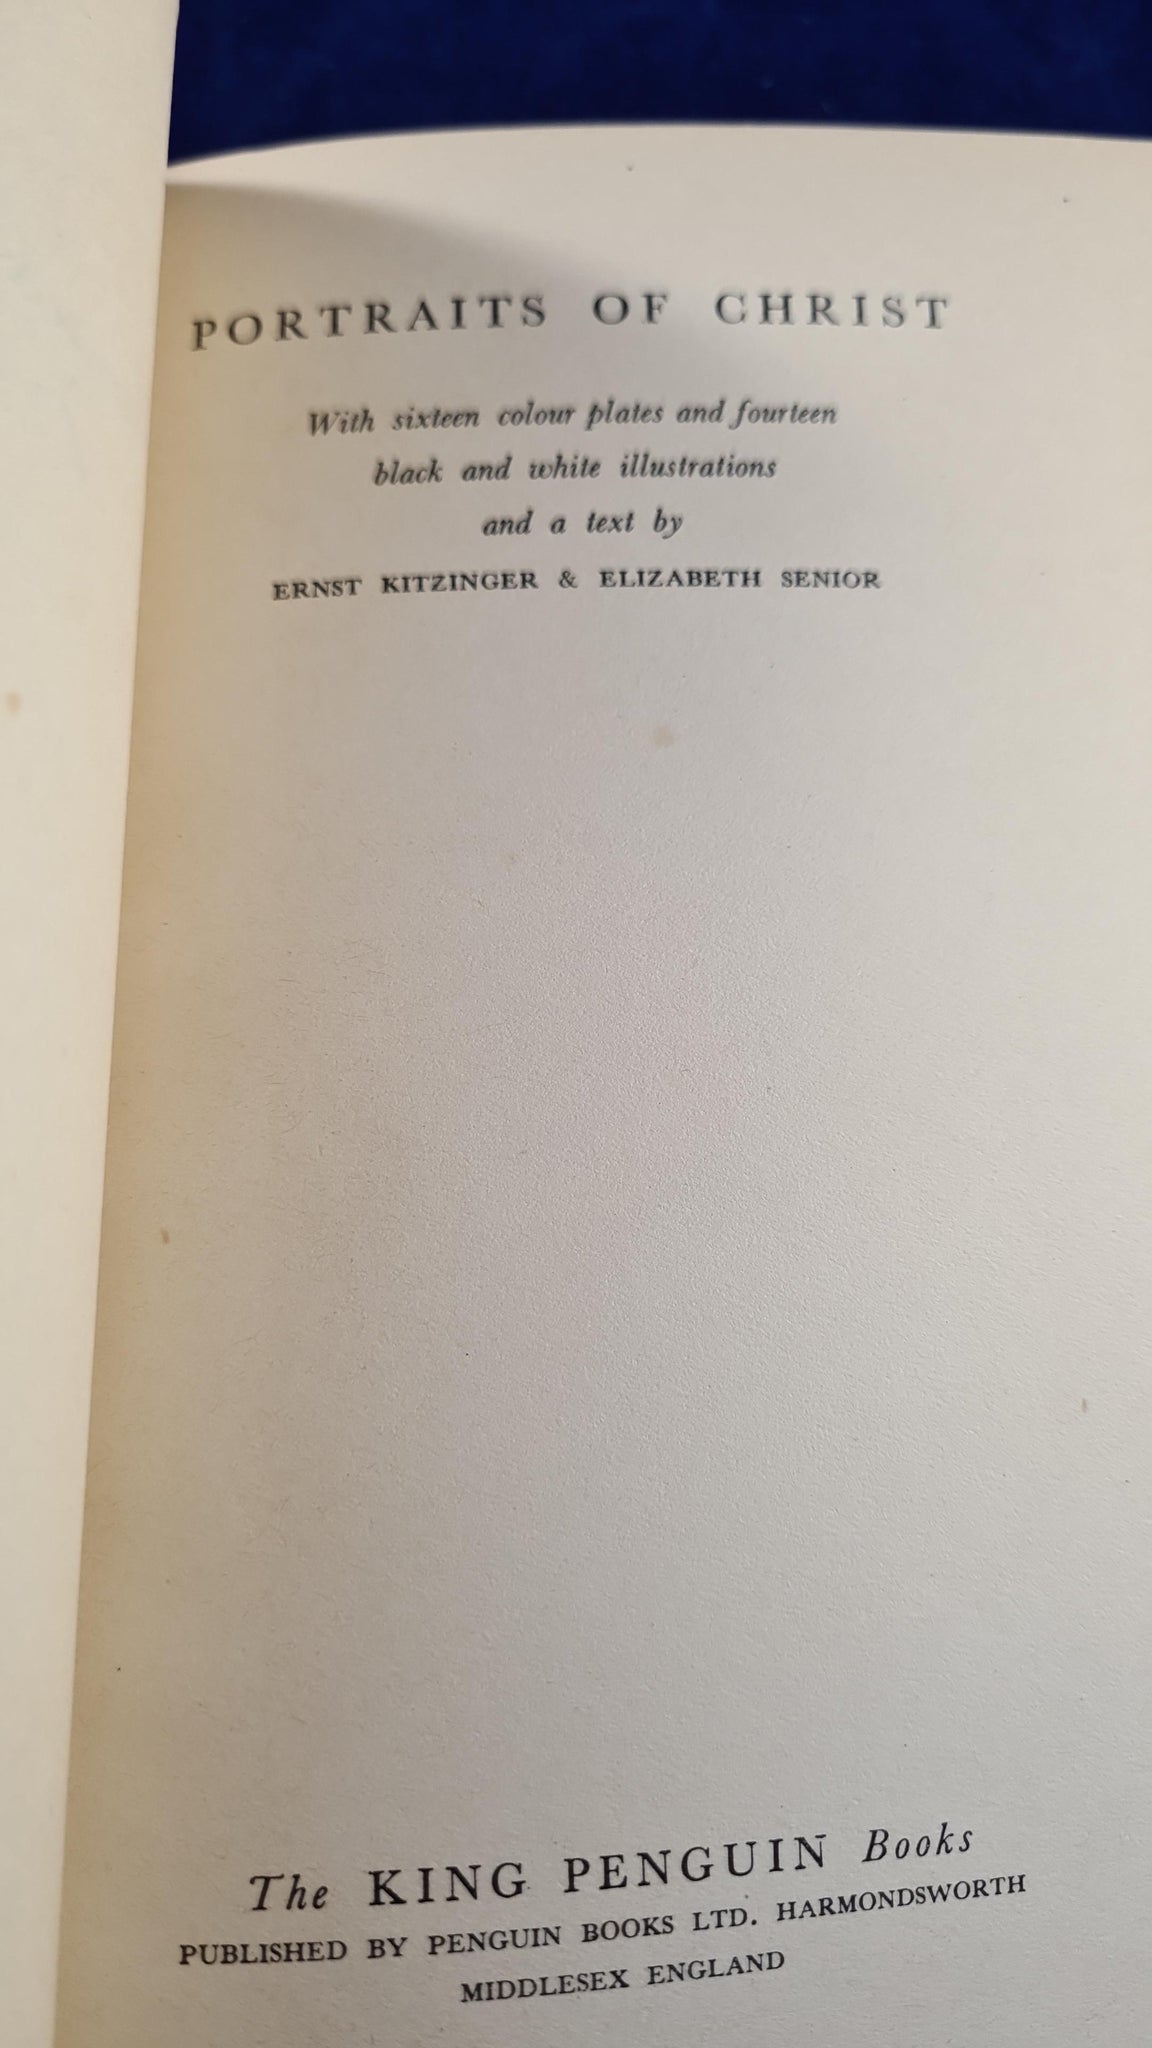 PORTRAITS OF CHRIST
With sixteen colour plates and fourteen
black and white illustrations
and a text by
ERNST KITZINGER & ELIZABETH SENIOR
The KING PENGUIN Books
PUBLISHED BY PENGUIN BOOKS LTD. HARMONDSWORTH
MIDDLESEX ENGLAND